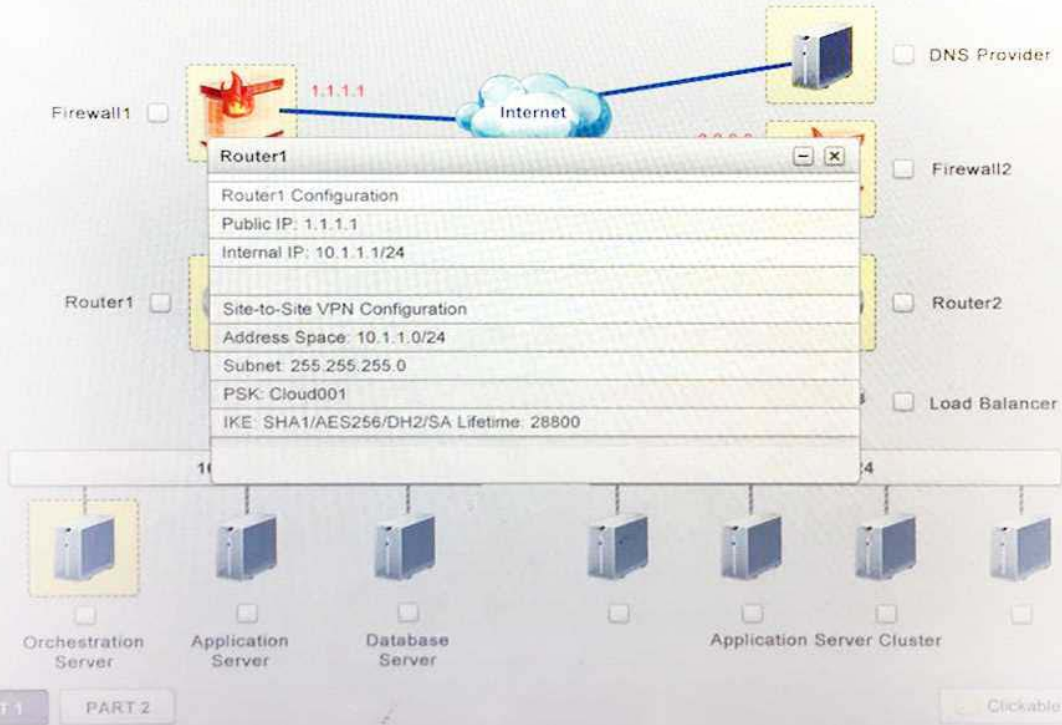 DNS Provider
1.1.1.1
Firewall1
Internet
Router1
Firewall2
Router1 Configuration
Public IP: 1.1.1.1
Internal IP: 10.1.1.1/24
Router1
Router2
Site-to-Site VPN Configuration
Address Space: 10.1.1.0/24
Subnet: 255.255.255.0
PSK: Cloud001
Load Balancer
IKE: SHA1/AES256/DH2/SA Lifetime: 28800
Orchestration Server
Application Server
Database Server
Application Server Cluster
PART 2
Clickable